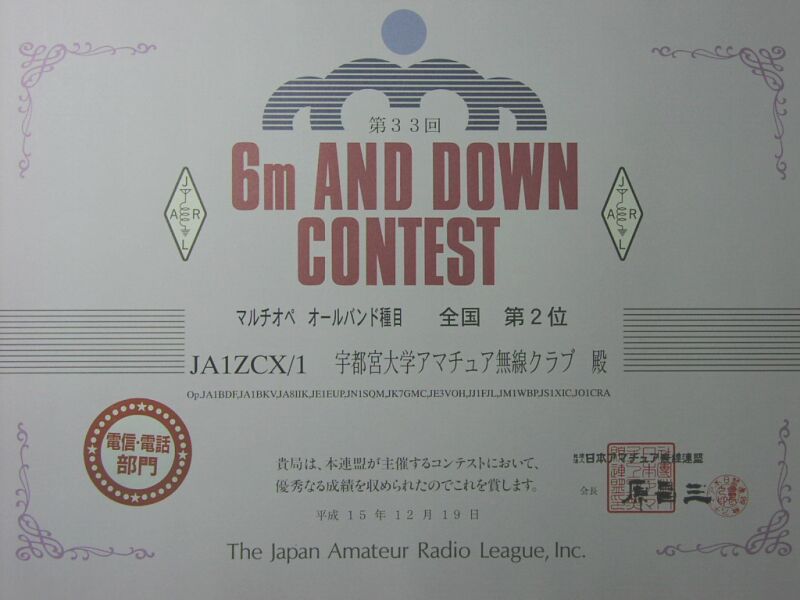 第33回
6m AND DOWN
CONTEST
J
A R
L
J
A R
L
マルチオペ オールバンド種目 全国 第2位
JA1ZCX/1 宇都宮大学アマチュア無線クラブ 殿
Op.JA1BDF,JA1BKV,JA8IIK,JE1EUP,JN1SQM,JK7GMC,JE3VOH,JJ1FJL,JM1WBP,JS1XIC,JO1CRA
電信・電話
部門
貴局は、本連盟が主催するコンテストにおいて、
優秀なる成績を収められたのでこれを賞します。
平成 15年 12月 19日
社団法人日本アマチュア無線連盟
会長 原 三
The Japan Amateur Radio League, Inc.